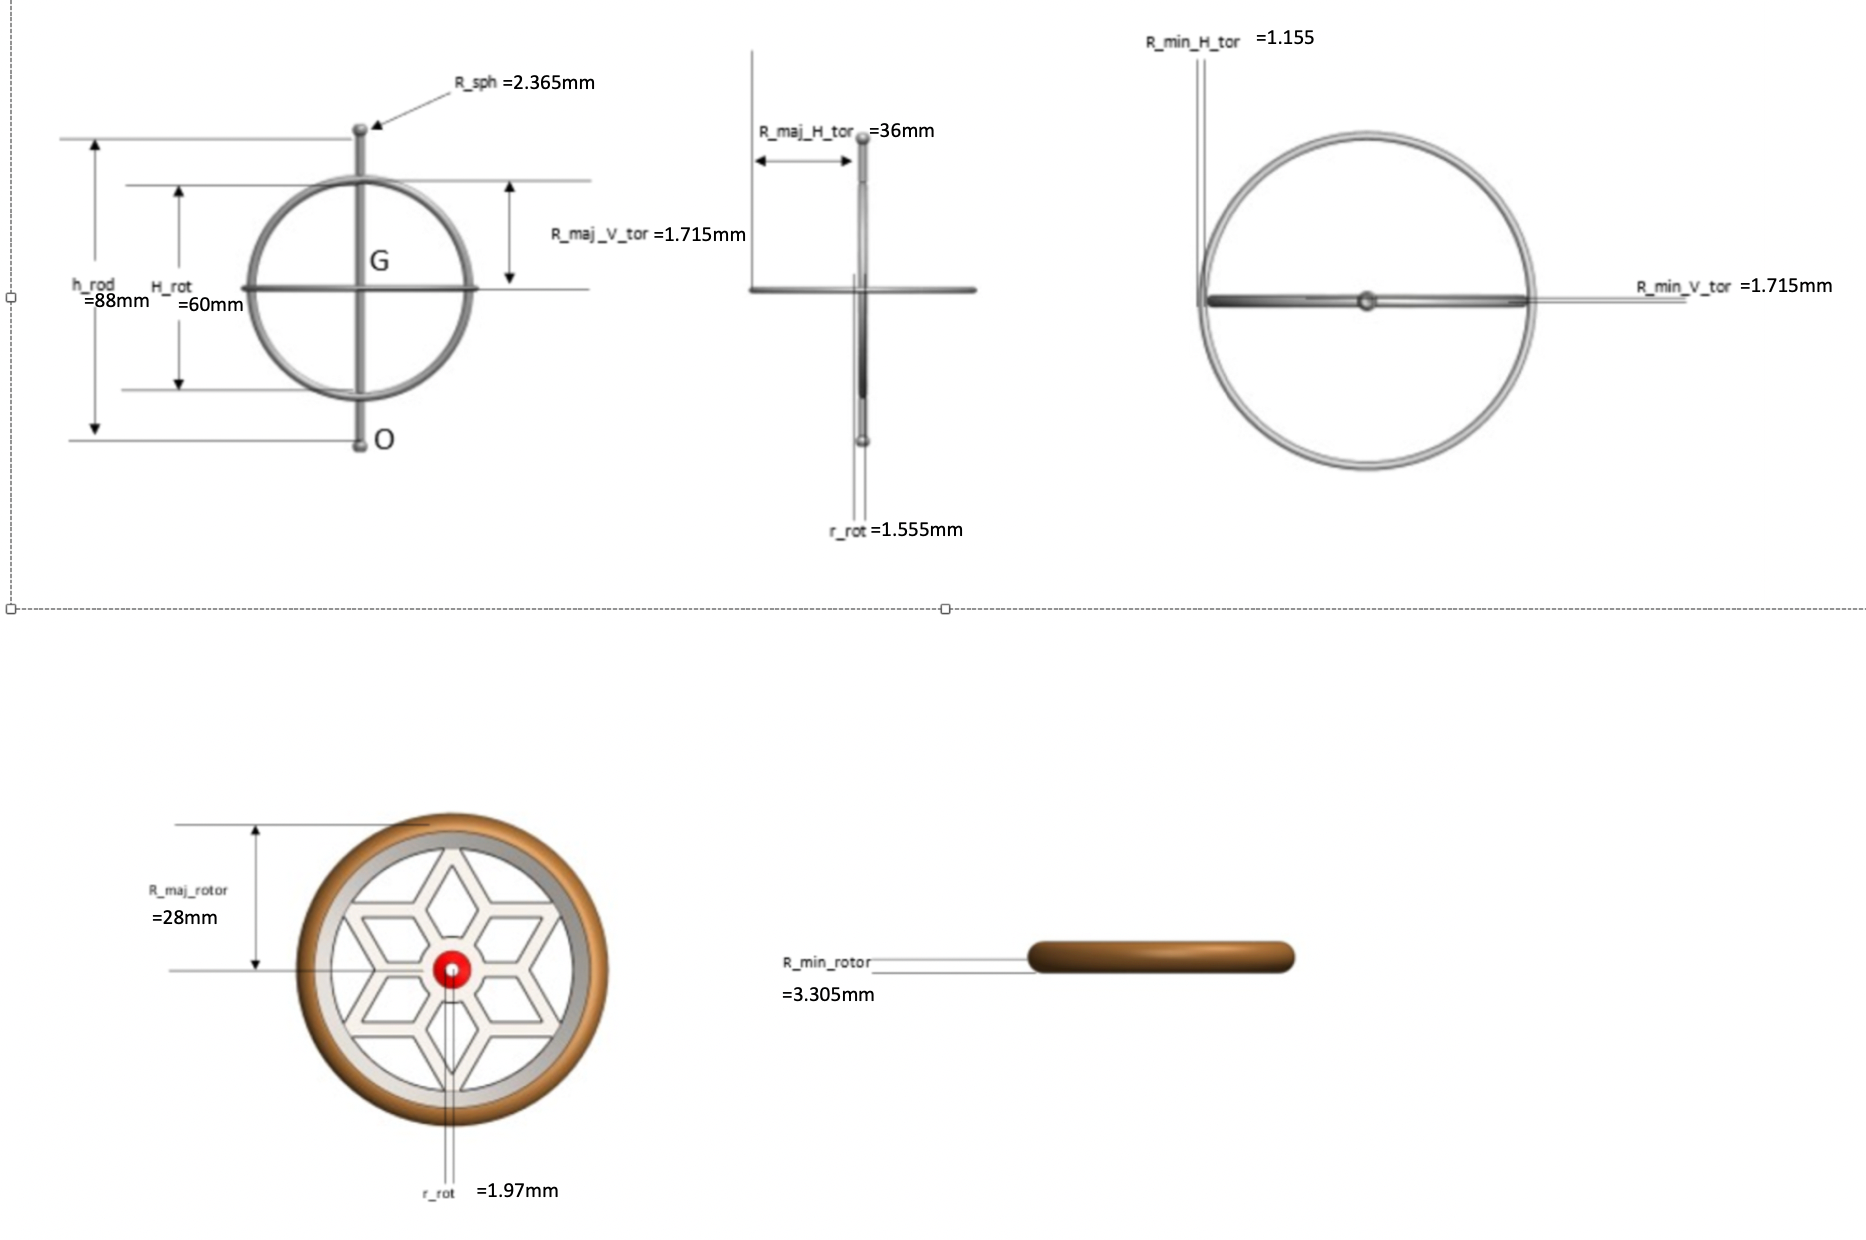 R_min_H_tor =1.155
R_sph =2.365mm
R_maj_H_tor =36mm
R_maj_V_tor =1.715mm
G
h_rod
=88mm
H_rot
=60mm
R_min_V_tor =1.715mm
O
r_rot =1.555mm
R_maj_rotor
=28mm
R_min_rotor
=3.305mm
r_rot =1.97mm